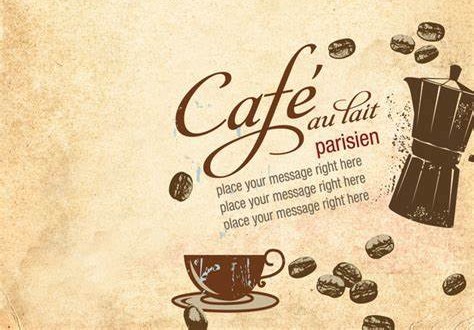 Café
au lait
parisien
place your message right here
place your message right here
place your message right here